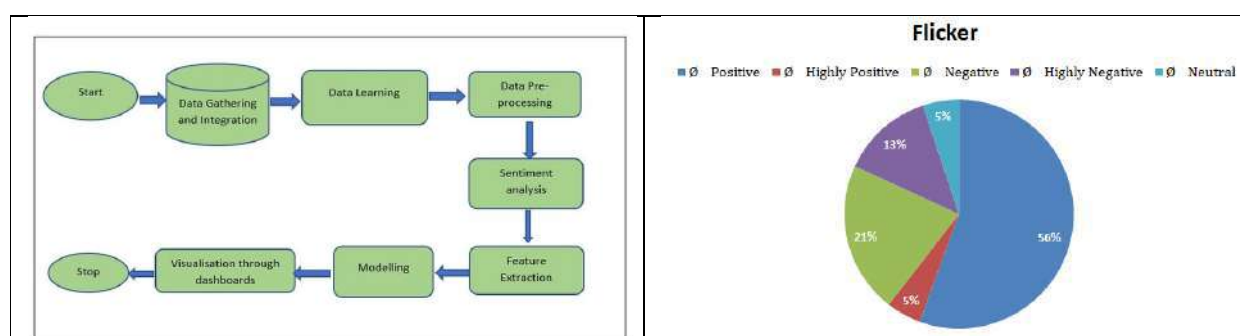 Start
Data Gathering
and Integration
Data Learning
Data Pre-
processing
Sentiment
analysis
Feature
Extraction
Modelling
Visualisation through
dashboards
Stop
Flicker
Ø Positive Ø Highly Positive Ø Negative Ø Highly Negative Ø Neutral
5%
13%
21%
56%
5%